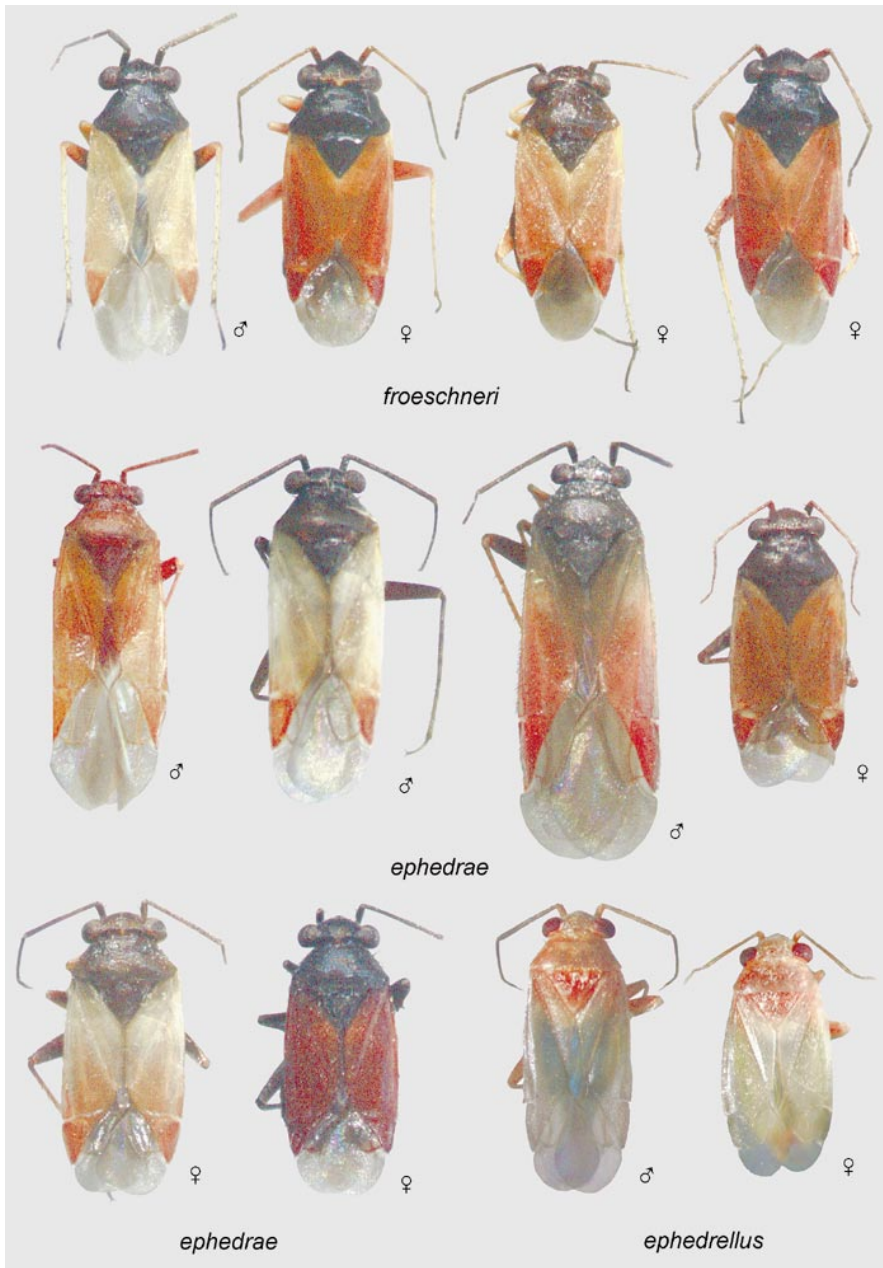 ♂ ♀ ♀ ♀
froeschneri
♂ ♂ ♂ ♀
ephedrae
♀ ♀ ♂ ♀
ephedrae ephedrellus